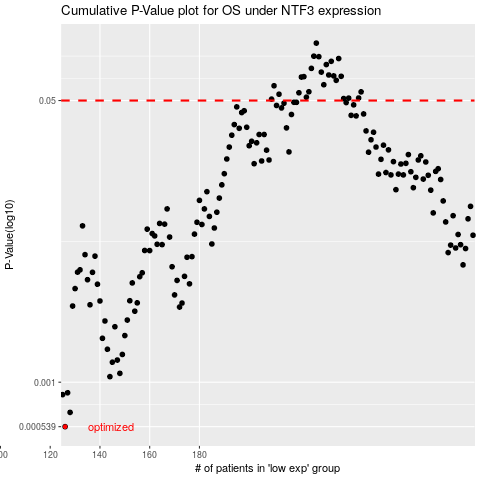 Cumulative P-Value plot for OS under NTF3 expression
P-Value(log10)
0.05
0.001
0.000539
optimized
00 120 140 160 180
# of patients in 'low exp' group